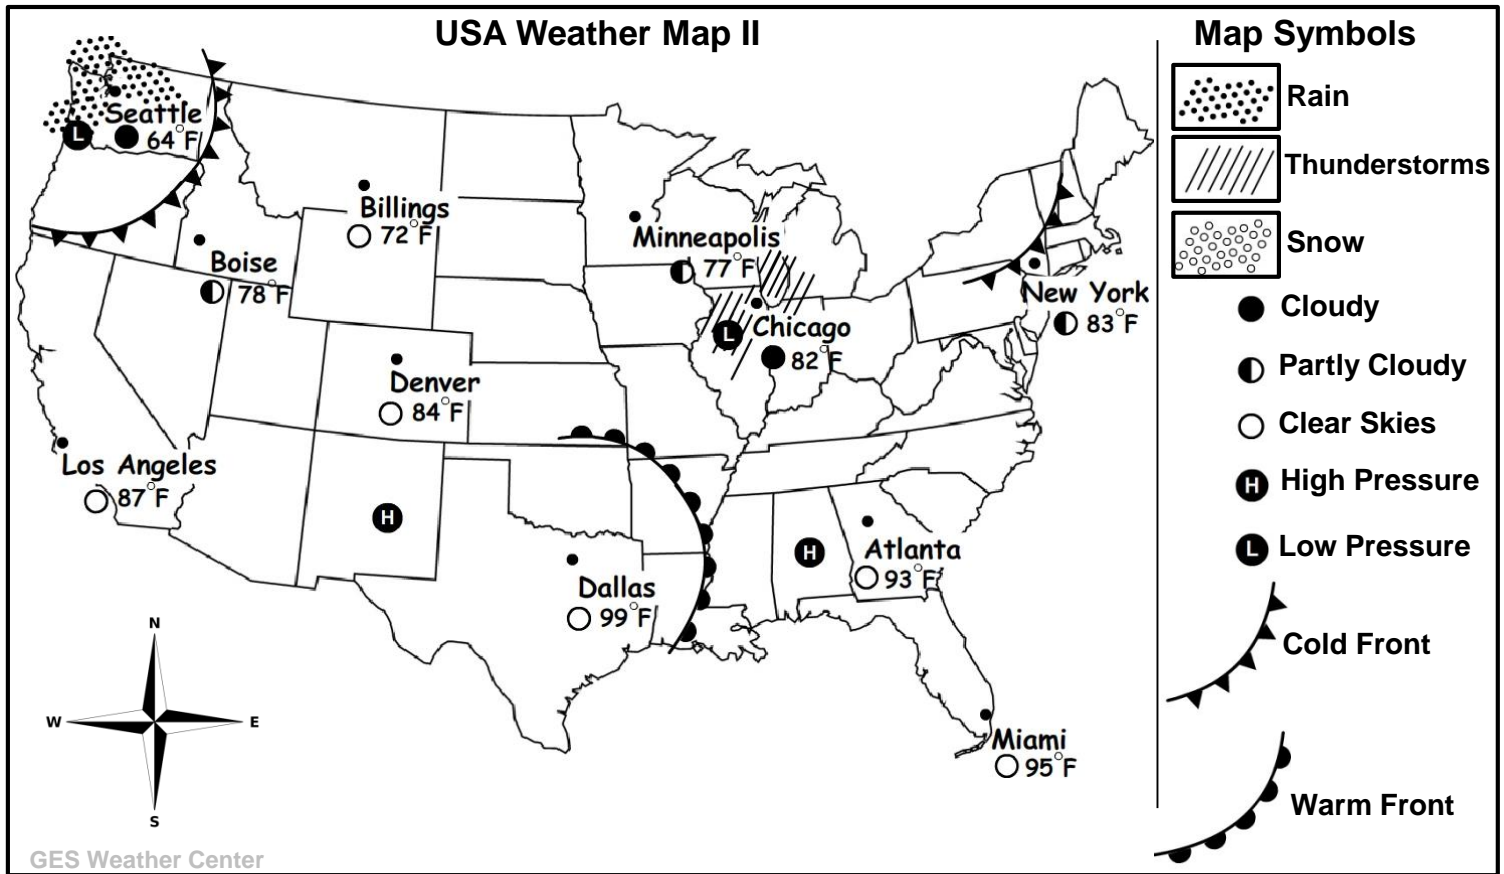 USA Weather Map II
Seattle
L
64°F
Billings
72°F
Boise
78°F
Minneapolis
77°F
New York
83°F
L
Chicago
82°F
Denver
84°F
Los Angeles
87°F
H
H
Atlanta
93°F
Dallas
99°F
Miami
95°F
N
W
E
S
GES Weather Center
Map Symbols
Rain
Thunderstorms
Snow
Cloudy
Partly Cloudy
Clear Skies
H High Pressure
L Low Pressure
Cold Front
Warm Front